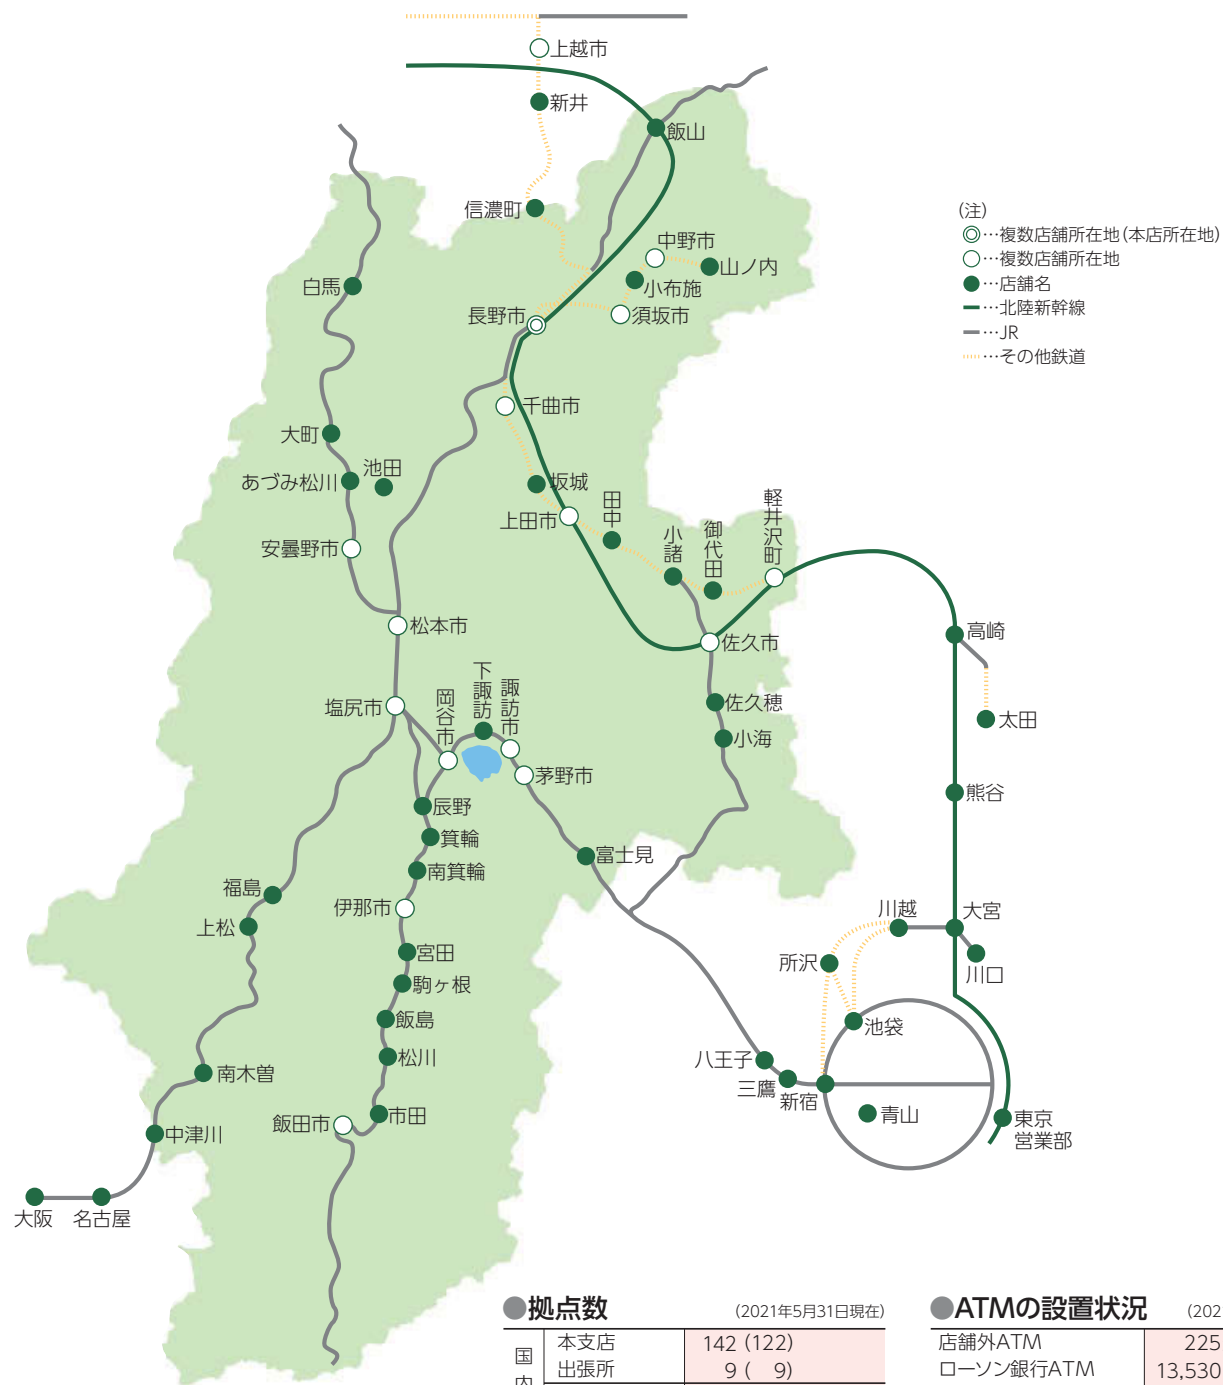 上越市
新井
飯山
信濃町
中野市
山ノ内
小布施
須坂市
白馬
長野市
千曲市
大町
池田
あづみ松川
坂城
田中
上田市
小諸
御代田
軽井沢町
安曇野市
松本市
佐久市
高崎
下諏訪
諏訪市
岡谷市
塩尻市
佐久穂
太田
小海
茅野市
熊谷
辰野
箕輪
富士見
南箕輪
福島
伊那市
上松
川越
大宮
宮田
所沢
川口
駒ヶ根
飯島
池袋
松川
八王子
南木曽
三鷹
新宿
市田
飯田市
青山
東京
営業部
中津川
大阪
名古屋
(注)
◎…複数店舗所在地(本店所在地)
○…複数店舗所在地
●…店舗名
…北陸新幹線
…JR
…その他鉄道
●拠点数 (2021年5月31日現在)
国内
本支店 142 (122)
出張所 9 ( 9)
●ATMの設置状況 (202
店舗外ATM 225
ローソン銀行ATM 13,530